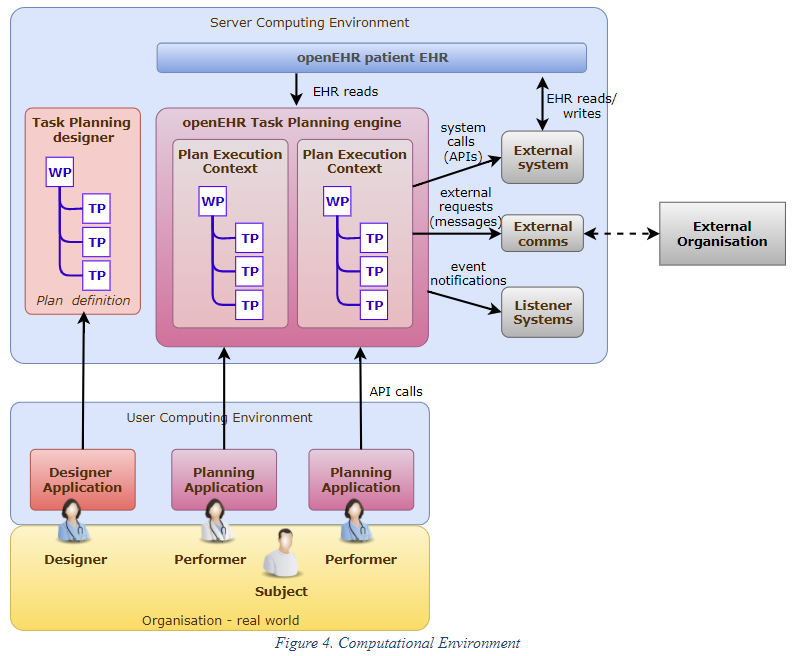 Server Computing Environment
openEHR patient EHR
EHR reads
EHR reads/
writes
Task Planning
designer
WP
TP
TP
TP
Plan definition
openEHR Task Planning engine
Plan Execution
Context
WP
TP
TP
TP
Plan Execution
Context
WP
TP
TP
TP
system
calls
(APIs)
External
system
external
requests
(messages)
External
comms
External
Organisation
event
notifications
Listener
Systems
API calls
User Computing Environment
Designer
Application
Planning
Application
Planning
Application
Designer
Performer
Performer
Subject
Organisation - real world
Figure 4. Computational Environment